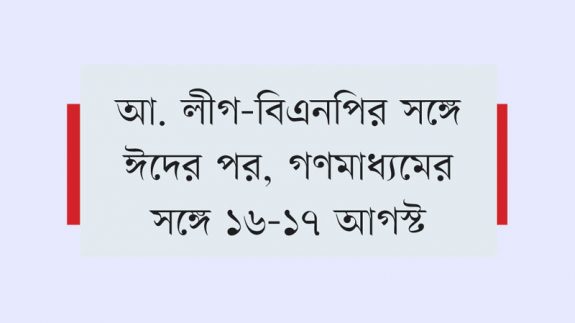 আ. লীগ-বিএনপির সঙ্গে
ঈদের পর, গণমাধ্যমের
সঙ্গে ১৬-১৭ আগস্ট